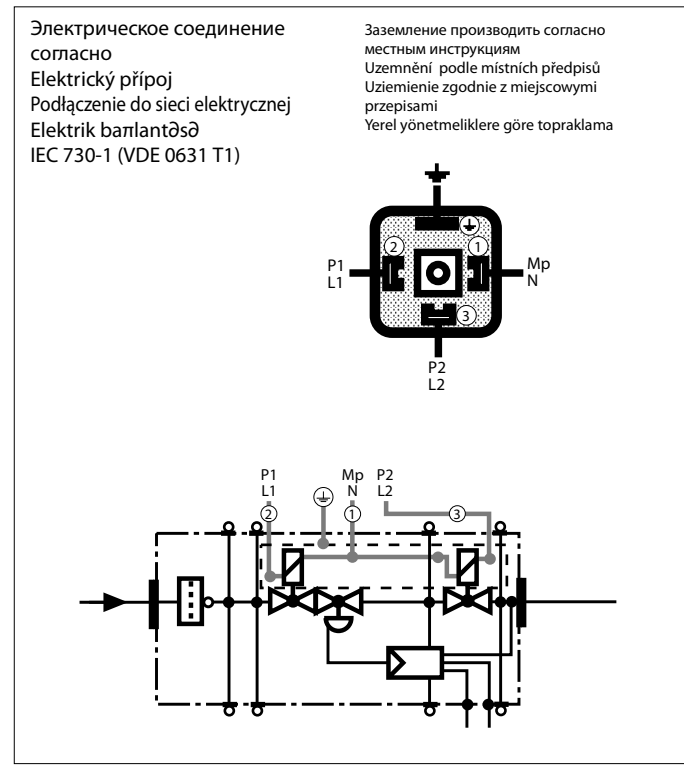 Электрическое соединение
согласно
Elektrický přípoj
Podłączenie do sieci elektrycznej
Elektrik baπlant∂s∂
IEC 730-1 (VDE 0631 T1)
Заземление производить согласно
местным инструкциям
Uzemnění podle místních předpisů
Uziemienie zgodnie z miejscowymi
przepisami
Yerel yönetmeliklere göre topraklama
2
1
P1
L1
Mp
N
3
P2
L2
P1
L1
Mp
N
P2
L2
2
1
3